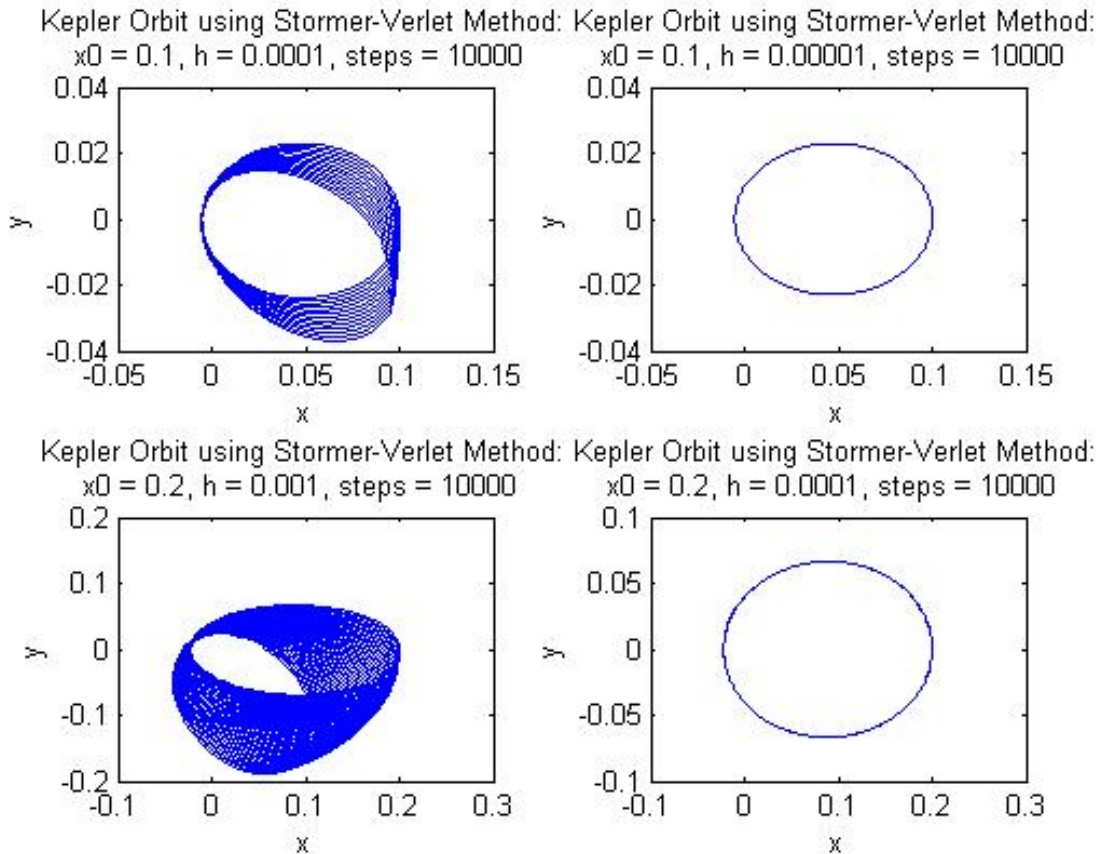 Kepler Orbit using Stormer-Verlet Method:
x0 = 0.1, h = 0.0001, steps = 10000
0.04
0.02
0
-0.02
-0.04
y
-0.05
0
0.05
0.1
0.15
x
Kepler Orbit using Stormer-Verlet Method:
x0 = 0.1, h = 0.00001, steps = 10000
0.04
0.02
0
-0.02
-0.04
y
-0.05
0
0.05
0.1
0.15
x
Kepler Orbit using Stormer-Verlet Method:
x0 = 0.2, h = 0.001, steps = 10000
0.2
0.1
0
-0.1
-0.2
y
-0.1
0
0.1
0.2
0.3
x
Kepler Orbit using Stormer-Verlet Method:
x0 = 0.2, h = 0.0001, steps = 10000
0.1
0.05
0
-0.05
-0.1
y
-0.1
0
0.1
0.2
0.3
x